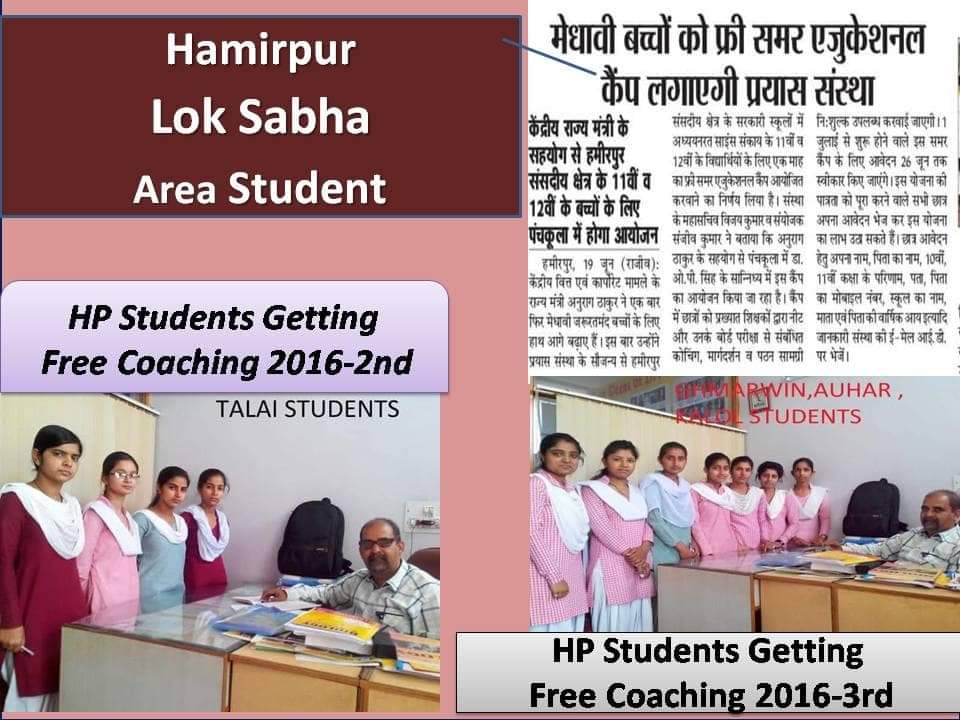 Hamirpur
Lok Sabha
Area Student
मेधावी बच्चों को फ्री समर एजुकेशनल
कैंप लगाएगी प्रयास संस्था
केंद्रीय राज्य मंत्री के
सहयोग से हमीरपुर
संसदीय क्षेत्र के 11वीं व
12वीं के बच्चों के लिए
पंचकूला में होगा आयोजन
हमीरपुर, 19 जून (राजीव):
केंद्रीय वित्त एवं कार्पोरेट मामले के
राज्य मंत्री अनुराग ठाकुर ने एक बार
फिर मेधावी जरूरतमंद बच्चों के लिए
हाथ आगे बढ़ाए हैं। इस बार उन्होंने
प्रयास संस्था के सौजन्य से हमीरपुर
संसदीय क्षेत्र के सरकारी स्कूलों में
अध्ययनरत साइंस संकाय के 11वीं व
12वीं के विद्यार्थियों के लिए एक माह
का फ्री समर एजुकेशनल कैंप आयोजित
करवाने का निर्णय लिया है। संस्था
के महासचिव विजय कुमार व संयोजक
संजीव कुमार ने बताया कि अनुराग
ठाकुर के सहयोग से पंचकूला में डा.
ओ.पी. सिंह के सान्निध्य में इस कैंप
का आयोजन किया जा रहा है। कैंप
में छात्रों को प्रख्यात शिक्षकों द्वारा नीट
और उनके बोर्ड परीक्षा से संबंधित
कोचिंग, मार्गदर्शन व पठन सामग्री
नि:शुल्क उपलब्ध करवाई जाएगी। 1
जुलाई से शुरू होने वाले इस समर
कैंप के लिए आवेदन 26 जून तक
स्वीकार किए जाएंगे। इस योजना की
पात्रता को पूरा करने वाले सभी छात्र
अपना आवेदन भेज कर इस योजना
का लाभ उठा सकते हैं। छात्र आवेदन
हेतु अपना नाम, पिता का नाम, 10वीं,
11वीं कक्षा के परिणाम, पता, पिता
का मोबाइल नंबर, स्कूल का नाम,
माता एवं पिता की वार्षिक आय इत्यादि
जानकारी संस्था की ई-मेल आई.डी.
पर भेजें।
HP Students Getting
Free Coaching 2016-2nd
TALAI STUDENTS
GHMARWIN,AUHAR ,
KALOL STUDENTS
HP Students Getting
Free Coaching 2016-3rd